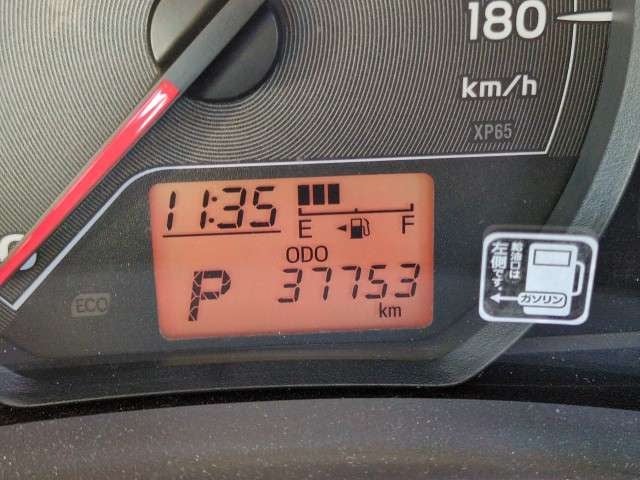 180
km/h
XP65
11:35
E F
ODO
P 37753
km
ECO
給油口は
左側です。
ガソリン